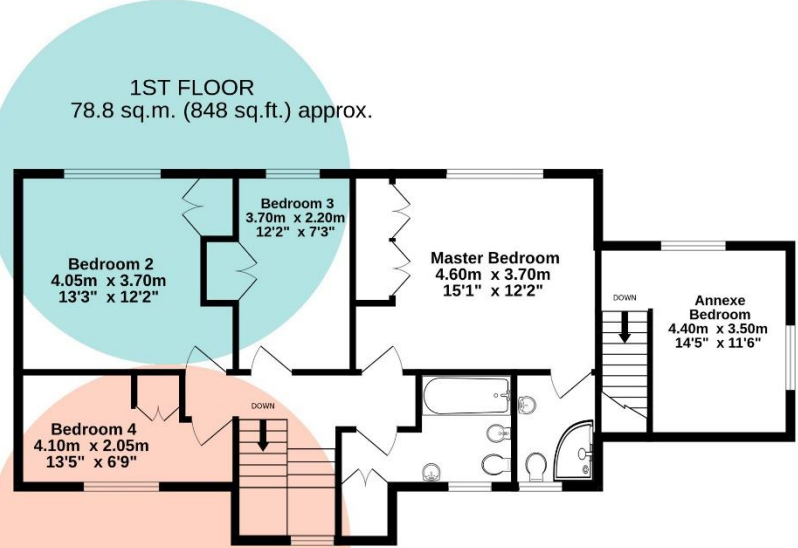 1ST FLOOR
78.8 sq.m. (848 sq.ft.) approx.
Bedroom 3
3.70m x 2.20m
12'2" x 7'3"
Bedroom 2
4.05m x 3.70m
13'3" x 12'2"
Master Bedroom
4.60m x 3.70m
15'1" x 12'2"
DOWN
Annexe
Bedroom
4.40m x 3.50m
14'5" x 11'6"
DOWN
Bedroom 4
4.10m x 2.05m
13'5" x 6'9"